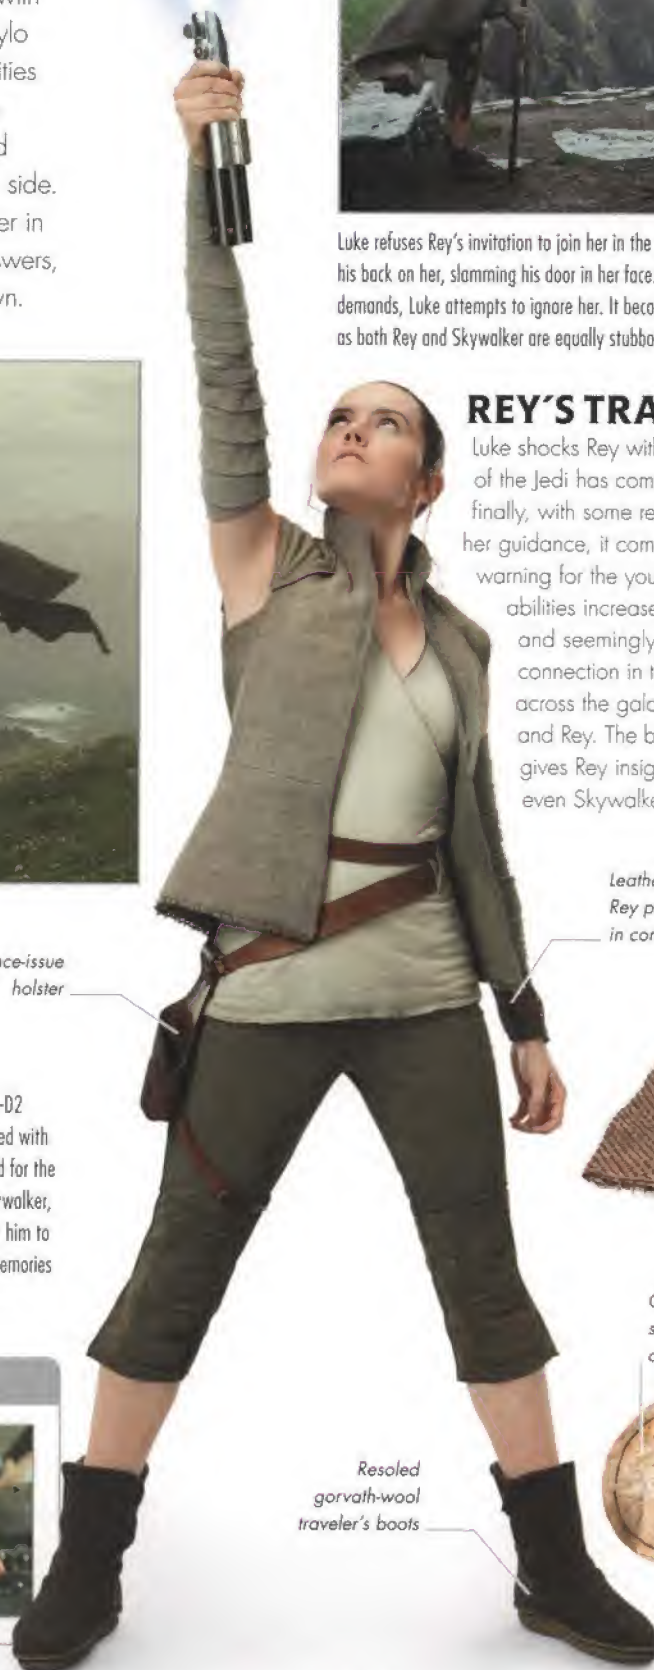 ylo
ities
d
side.
er in
wers,
vn.
Luke refuses Rey's invitation to join her in the
his back on her, slamming his door in her face.
demands, Luke attempts to ignore her. It beco
as both Rey and Skywalker are equally stubbo
REY'S TRA
Luke shocks Rey with
of the Jedi has com
finally, with some re
her guidance, it com
warning for the you
abilities increase
and seemingly
connection in t
across the gala
and Rey. The b
gives Rey insig
even Skywalke
Leathe
Rey p
in con
nce-issue
holster
-D2
ed with
d for the
walker,
him to
emories
Resoled
gorvath-wool
traveler's boots